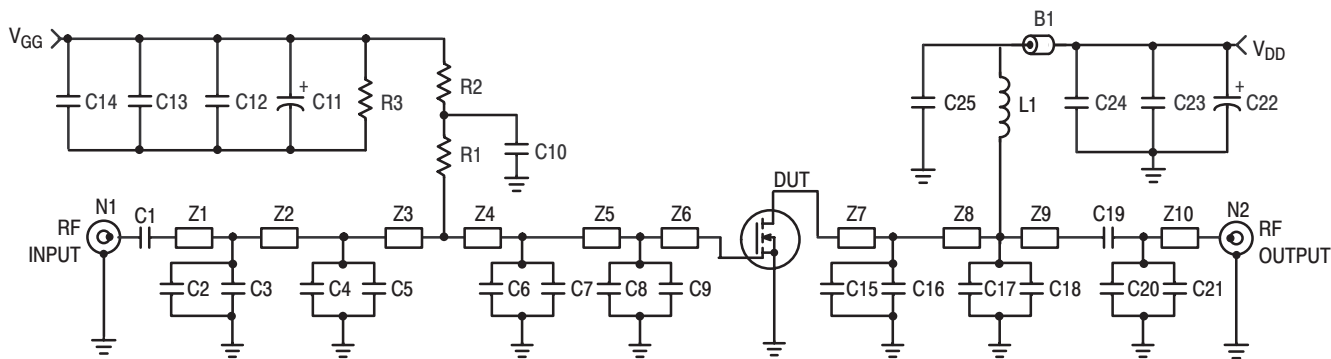 B1
V_GG
V_DD
C14
C13
C12
+
C11
R3
R2
R1
C10
C25
L1
C24
C23
+
C22
N1
RF
INPUT
C1
Z1
Z2
Z3
Z4
Z5
Z6
DUT
Z7
Z8
Z9
C19
Z10
N2
RF
OUTPUT
C2
C3
C4
C5
C6
C7
C8
C9
C15
C16
C17
C18
C20
C21